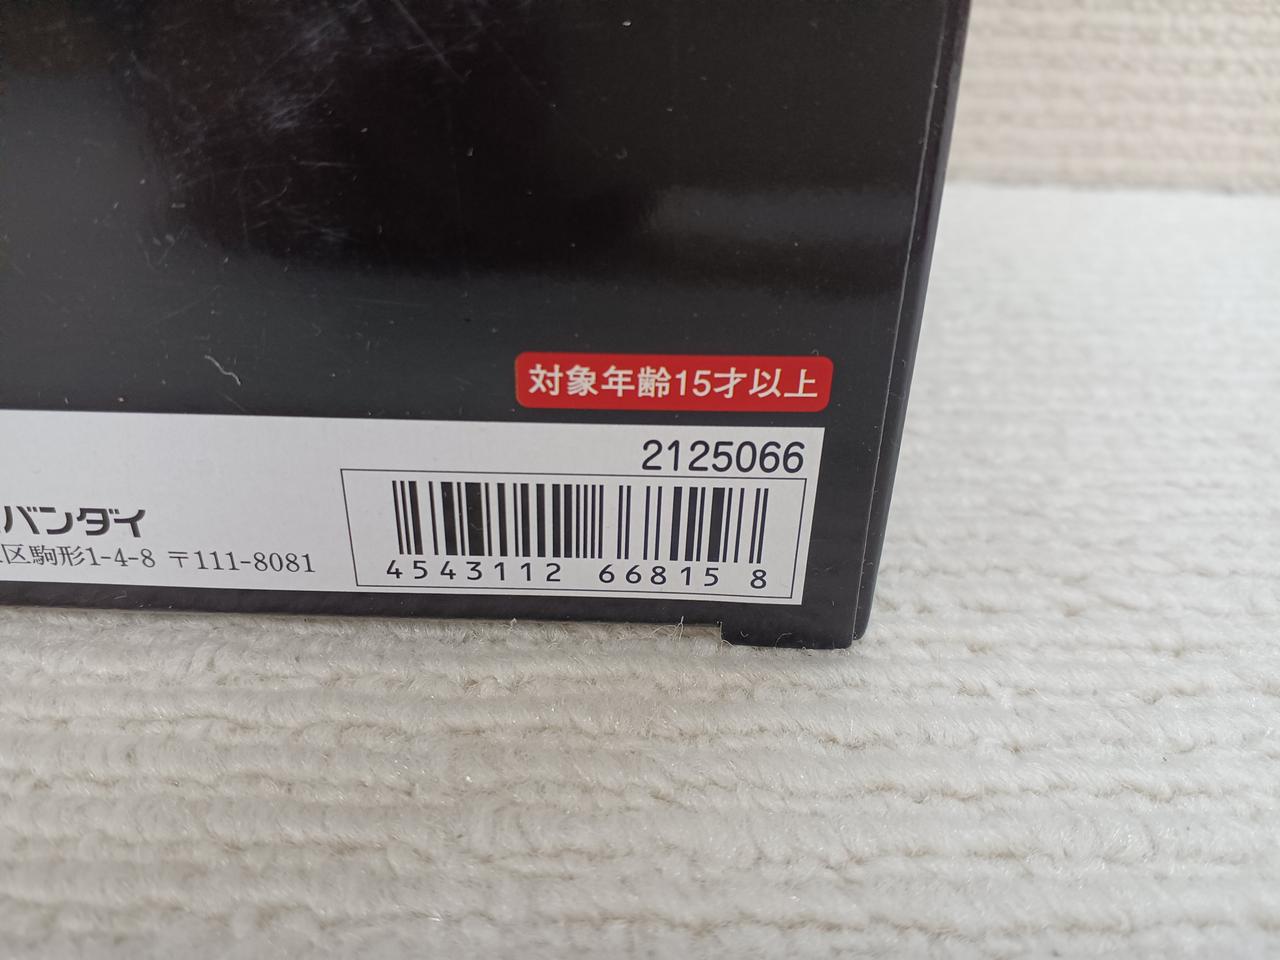 対象年齢15才以上
2125066
バンダイ
区駒形1-4-8 〒111-8081
4543112 66815 8